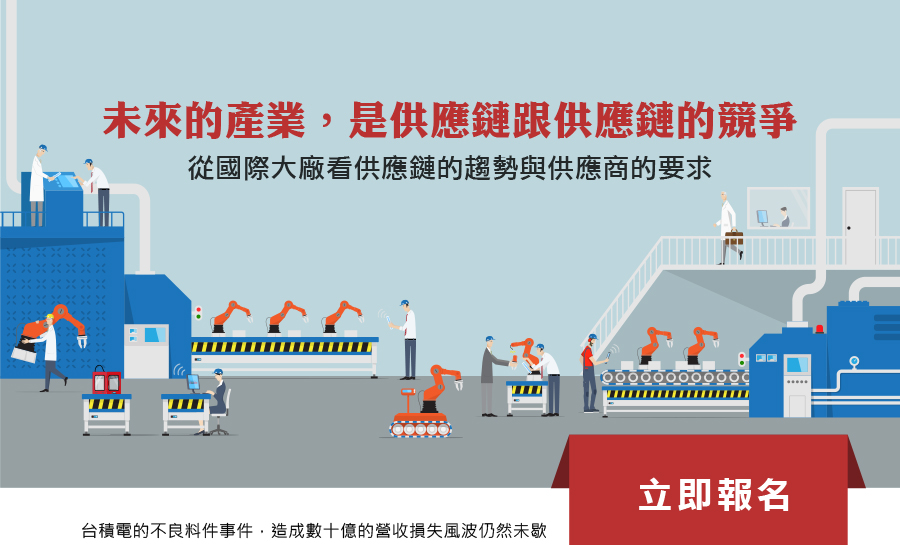 未來的產業，是供應鏈跟供應鏈的競爭
從國際大廠看供應鏈的趨勢與供應商的要求
立即報名
台積電的不良料件事件，造成數十億的營收損失風波仍然未歇